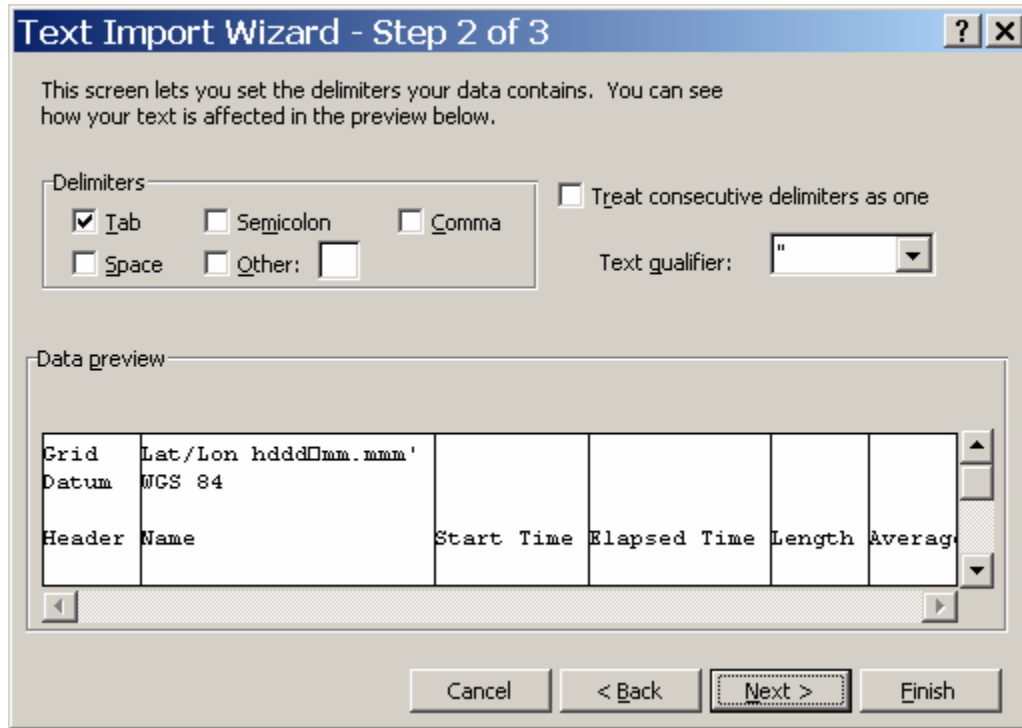 Text Import Wizard - Step 2 of 3
This screen lets you set the delimiters your data contains. You can see
how your text is affected in the preview below.
Delimiters
Tab Semicolon Comma
Space Other:
Treat consecutive delimiters as one
Text qualifier: "
Data preview
Grid Lat/Lon hddd□mm.mmm'
Datum WGS 84
Header Name Start Time Elapsed Time Length Averag
Cancel < Back Next > Finish